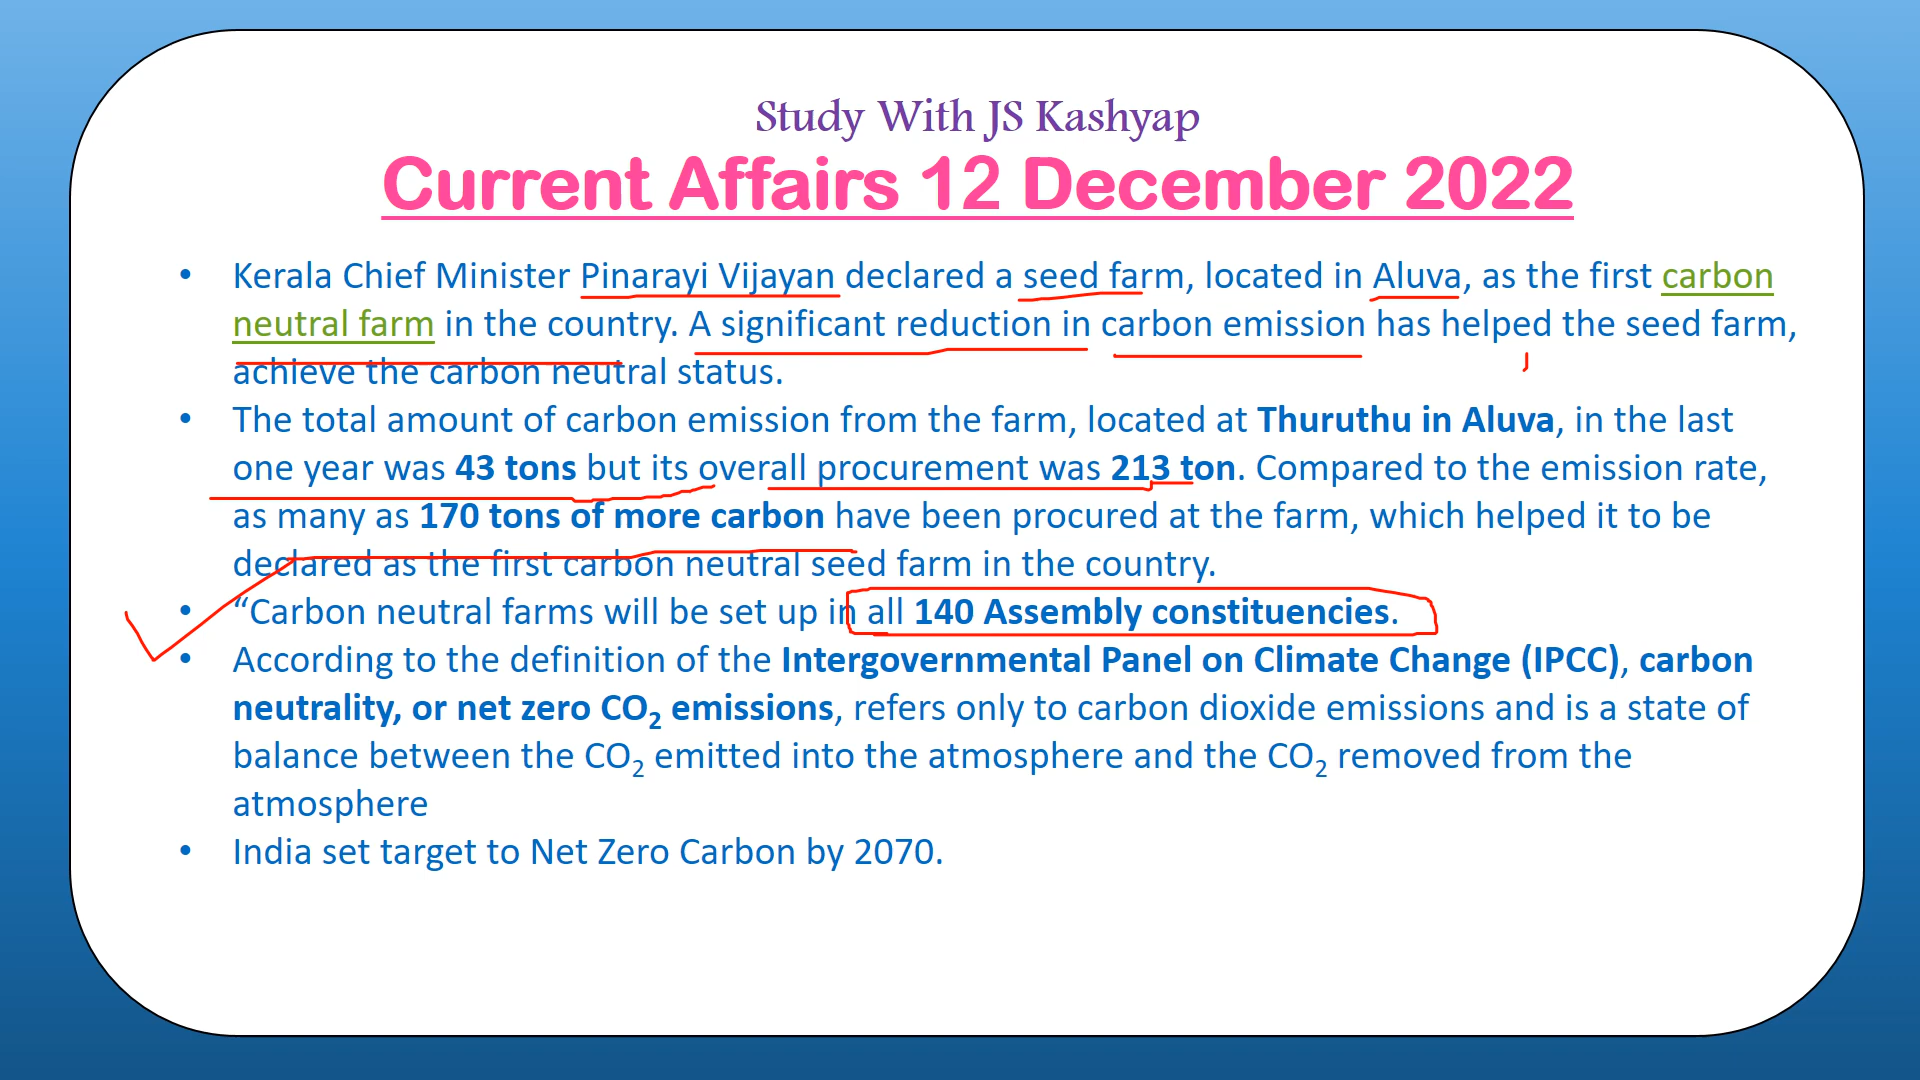 Study With JS Kashyap
Current Affairs 12 December 2022
• Kerala Chief Minister Pinarayi Vijayan declared a seed farm, located in Aluva, as the first carbon
neutral farm in the country. A significant reduction in carbon emission has helped the seed farm,
achieve the carbon neutral status.
• The total amount of carbon emission from the farm, located at Thuruthu in Aluva, in the last
one year was 43 tons but its overall procurement was 213 ton. Compared to the emission rate,
as many as 170 tons of more carbon have been procured at the farm, which helped it to be
declared as the first carbon neutral seed farm in the country.
• “Carbon neutral farms will be set up in all 140 Assembly constituencies.
• According to the definition of the Intergovernmental Panel on Climate Change (IPCC), carbon
neutrality, or net zero CO₂ emissions, refers only to carbon dioxide emissions and is a state of
balance between the CO₂ emitted into the atmosphere and the CO₂ removed from the
atmosphere
• India set target to Net Zero Carbon by 2070.